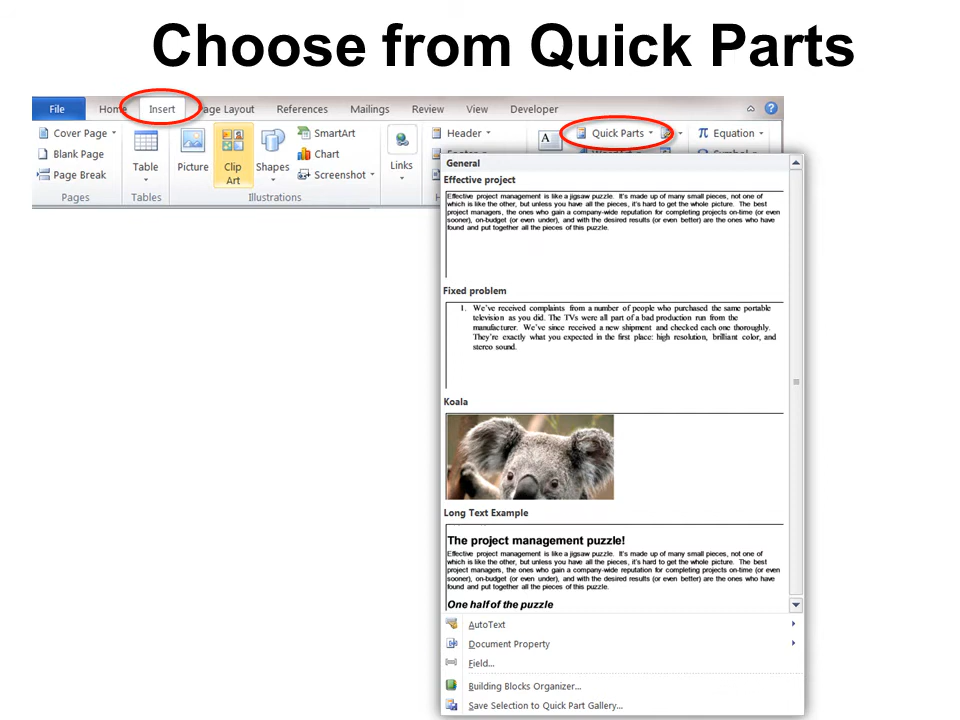 Choose from Quick Parts
File Home Insert Page Layout References Mailings Review View Developer
Cover Page
Blank Page
Page Break
Pages
Table
Tables
Picture
Clip Art
Shapes
SmartArt
Chart
Screenshot
Illustrations
Links
Header
A
Quick Parts
π Equation
General
Effective project
Effective project management is like a jigsaw puzzle. It's made up of many small pieces, not one of
which is like the other, but unless you have all the pieces, it's hard to get the whole picture. The best
project managers, the ones who gain a company-wide reputation for completing projects on-time (or even
sooner), on-budget (or even under), and with the desired results (or even better) are the ones who have
found and put together all the pieces of this puzzle.
Fixed problem
1. We've received complaints from a number of people who purchased the same portable
television as you did. The TVs were all part of a bad production run from the
manufacturer. We've since received a new shipment and checked each one thoroughly.
They're exactly what you expected in the first place: high resolution, brilliant color, and
stereo sound.
Koala
Long Text Example
The project management puzzle!
Effective project management is like a jigsaw puzzle. It's made up of many small pieces, not one of
which is like the other, but unless you have all the pieces, it's hard to get the whole picture. The best
project managers, the ones who gain a company-wide reputation for completing projects on-time (or even
sooner), on-budget (or even under), and with the desired results (or even better) are the ones who have
found and put together all the pieces of this puzzle.
One half of the puzzle
AutoText
Document Property
Field...
Building Blocks Organizer...
Save Selection to Quick Part Gallery...